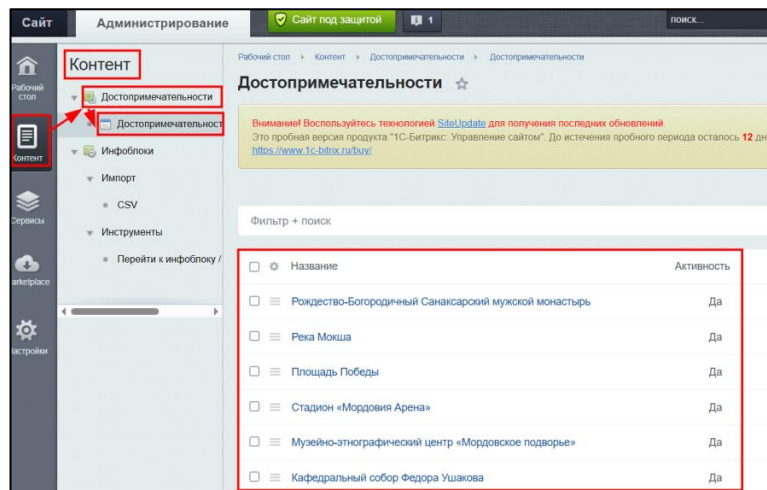 Сайт
Администрирование
Сайт под защитой
1
поиск...
Рабочий стол
Контент
Сервисы
arketplace
астройки
Контент
Достопримечательности
Достопримечательност
Инфоблоки
Импорт
CSV
Инструменты
Перейти к инфоблоку /
Рабочий стол Контент Достопримечательности Достопримечательности
Достопримечательности
Внимание! Воспользуйтесь технологией SiteUpdate для получения последних обновлений.
Это пробная версия продукта "1С-Битрикс: Управление сайтом". До истечения пробного периода осталось 12 дн
https://www.1c-bitrix.ru/buy/
Фильтр + поиск
Название Активность
Рождество-Богородичный Санаксарский мужской монастырь Да
Река Мокша Да
Площадь Победы Да
Стадион «Мордовия Арена» Да
Музейно-этнографический центр «Мордовское подворье» Да
Кафедральный собор Федора Ушакова Да